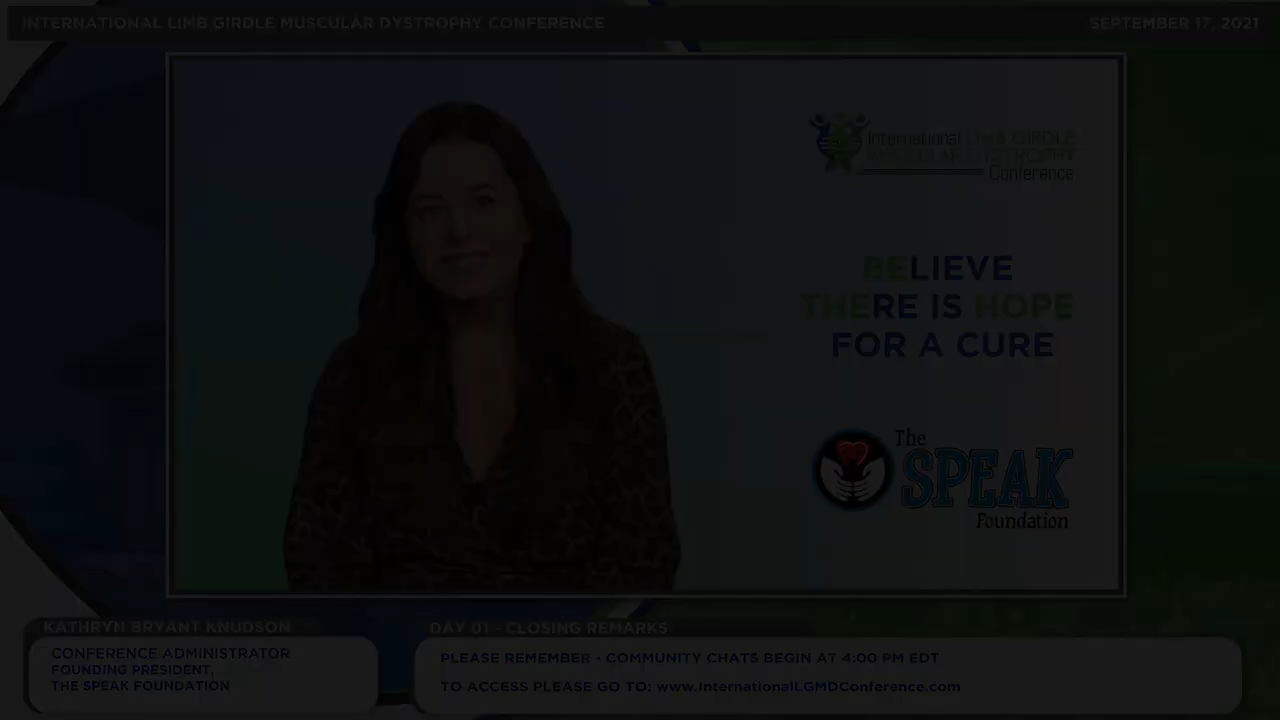 INTERNATIONAL LIMB GIRDLE MUSCULAR DYSTROPHY CONFERENCE
SEPTEMBER 17, 2021
International LIMB GIRDLE
MUSCULAR DYSTROPHY
Conference
BELIEVE
THERE IS HOPE
FOR A CURE
The
SPEAK
Foundation
KATHRYN BRYANT KNUDSON
CONFERENCE ADMINISTRATOR
FOUNDING PRESIDENT,
THE SPEAK FOUNDATION
DAY 01 - CLOSING REMARKS
PLEASE REMEMBER - COMMUNITY CHATS BEGIN AT 4:00 PM EDT
TO ACCESS PLEASE GO TO: www.InternationalLGMDConference.com